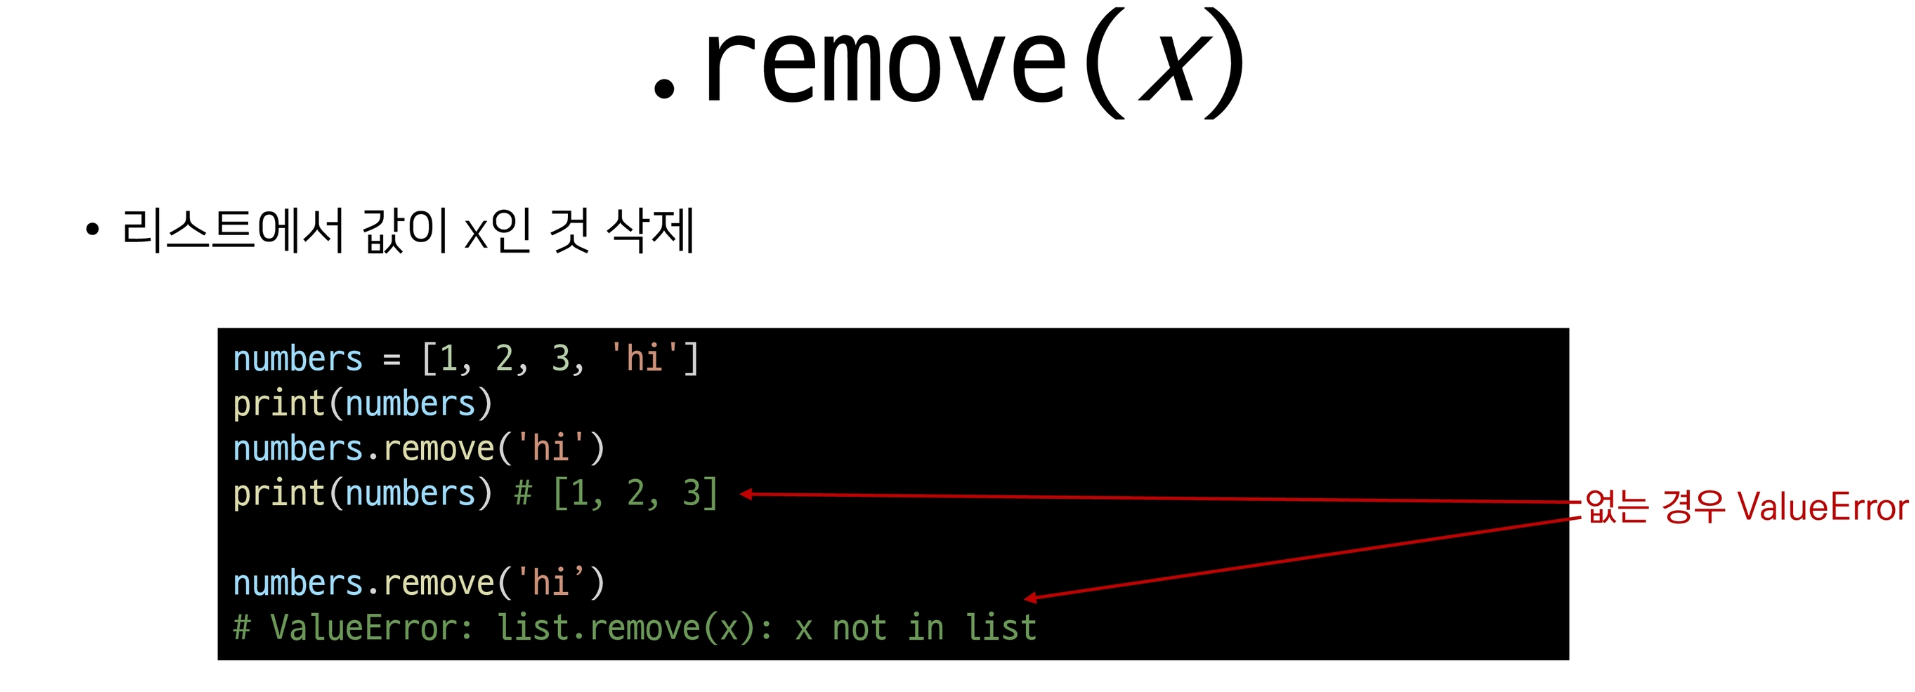 .remove(x)
• 리스트에서 값이 x인 것 삭제
numbers = [1, 2, 3, 'hi']
print(numbers)
numbers.remove('hi')
print(numbers) # [1, 2, 3]
없는 경우 ValueError
numbers.remove('hi’)
# ValueError: list.remove(x): x not in list